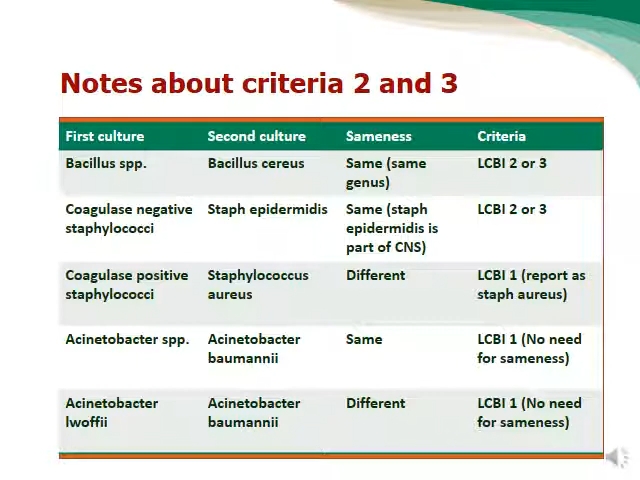 Notes about criteria 2 and 3
First culture Second culture Sameness Criteria
Bacillus spp. Bacillus cereus Same (same LCBI 2 or 3
genus)
Coagulase negative Staph epidermidis Same (staph LCBI 2 or 3
staphylococci epidermidis is
part of CNS)
Coagulase positive Staphylococcus Different LCBI 1 (report as
staphylococci aureus staph aureus)
Acinetobacter spp. Acinetobacter Same LCBI 1 (No need
baumannii for sameness)
Acinetobacter Acinetobacter Different LCBI 1 (No need
lwoffii baumannii for sameness)